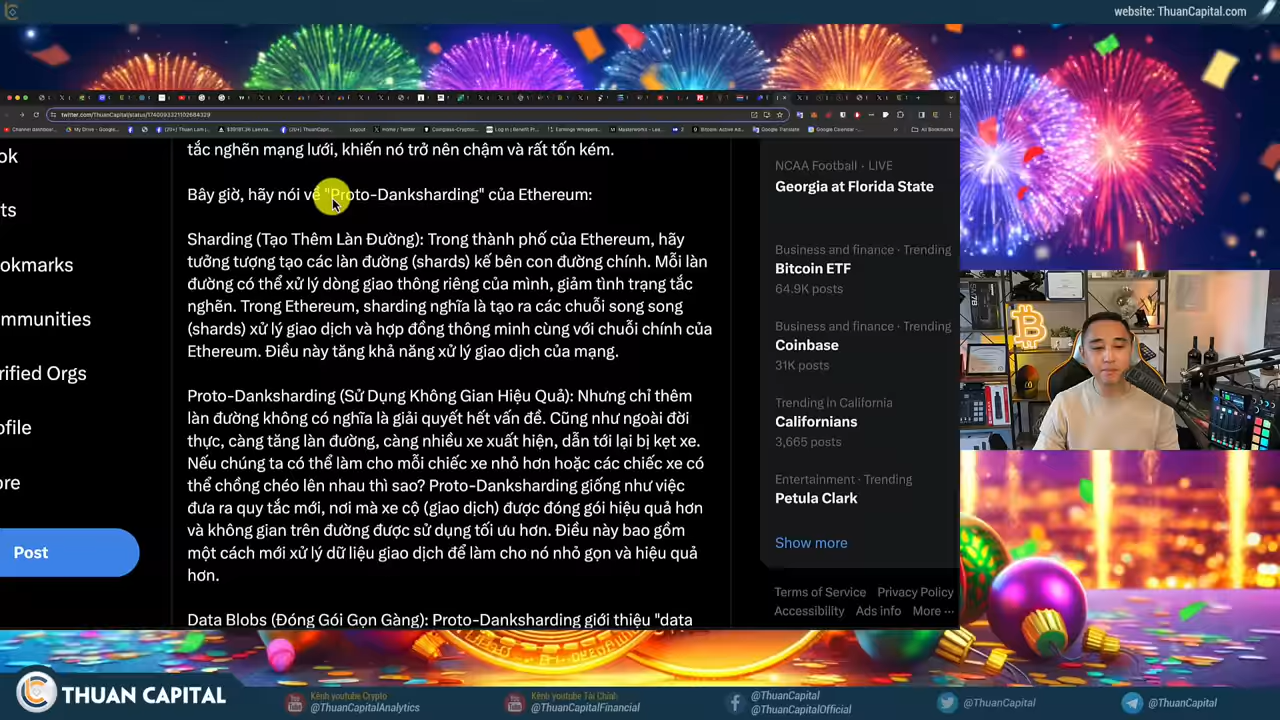 website: ThuanCapital.com
twitter.com/ThuanCapital/status/1740093321102684329
All Bookmarks
tắc nghẽn mạng lưới, khiến nó trở nên chậm và rất tốn kém.
Bây giờ, hãy nói về "Proto-Danksharding" của Ethereum:
Sharding (Tạo Thêm Làn Đường): Trong thành phố của Ethereum, hãy
tưởng tượng tạo các làn đường (shards) kế bên con đường chính. Mỗi làn
đường có thể xử lý dòng giao thông riêng của mình, giảm tình trạng tắc
nghẽn. Trong Ethereum, sharding nghĩa là tạo ra các chuỗi song song
(shards) xử lý giao dịch và hợp đồng thông minh cùng với chuỗi chính của
Ethereum. Điều này tăng khả năng xử lý giao dịch của mạng.
Proto-Danksharding (Sử Dụng Không Gian Hiệu Quả): Nhưng chỉ thêm
làn đường không có nghĩa là giải quyết hết vấn đề. Cũng như ngoài đời
thực, càng tăng làn đường, càng nhiều xe xuất hiện, dẫn tới lại bị kẹt xe.
Nếu chúng ta có thể làm cho mỗi chiếc xe nhỏ hơn hoặc các chiếc xe có
thể chồng chéo lên nhau thì sao? Proto-Danksharding giống như việc
đưa ra quy tắc mới, nơi mà xe cộ (giao dịch) được đóng gói hiệu quả hơn
và không gian trên đường được sử dụng tối ưu hơn. Điều này bao gồm
một cách mới xử lý dữ liệu giao dịch để làm cho nó nhỏ gọn và hiệu quả
hơn.
Data Blobs (Đóng Gói Gọn Gàng): Proto-Danksharding giới thiệu "data
ok
ts
okmarks
mmunities
rified Orgs
ofile
ore
Post
NCAA Football · LIVE
Georgia at Florida State
Business and finance · Trending
Bitcoin ETF
64.9K posts
Business and finance · Trending
Coinbase
31K posts
Trending in California
Californians
3,665 posts
Entertainment · Trending
Petula Clark
Show more
Terms of Service Privacy Policy
Accessibility Ads info More ...
THUAN CAPITAL
Kênh youtube Crypto
@ThuanCapitalAnalytics
Kênh youtube Tài Chính
@ThuanCapitalFinancial
@ThuanCapital
@ThuanCapitalOfficial
@ThuanCapital
@ThuanCapital